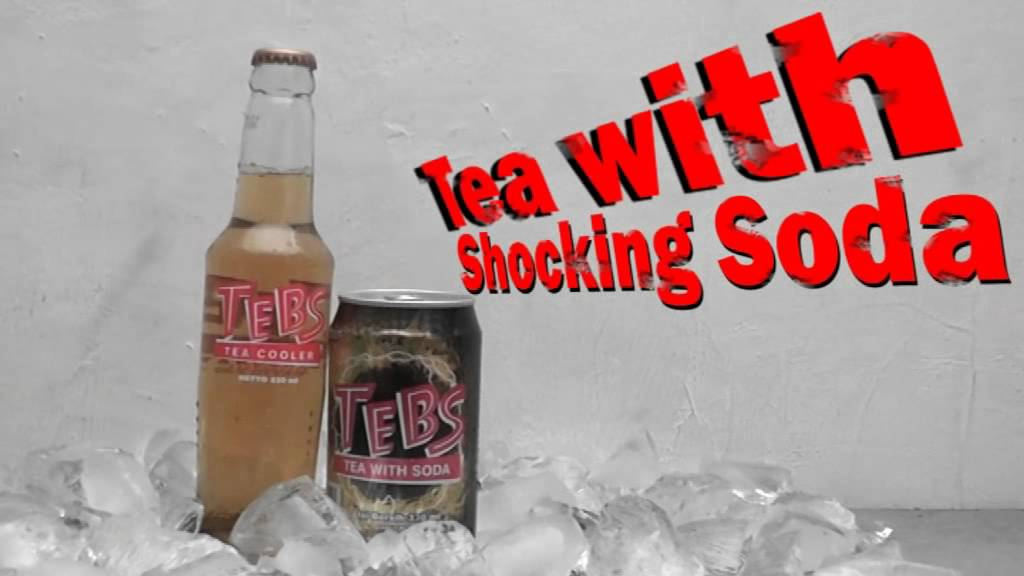 Tea with
Shocking Soda
TEBS
TEA COOLER
TEBS
TEA WITH SODA